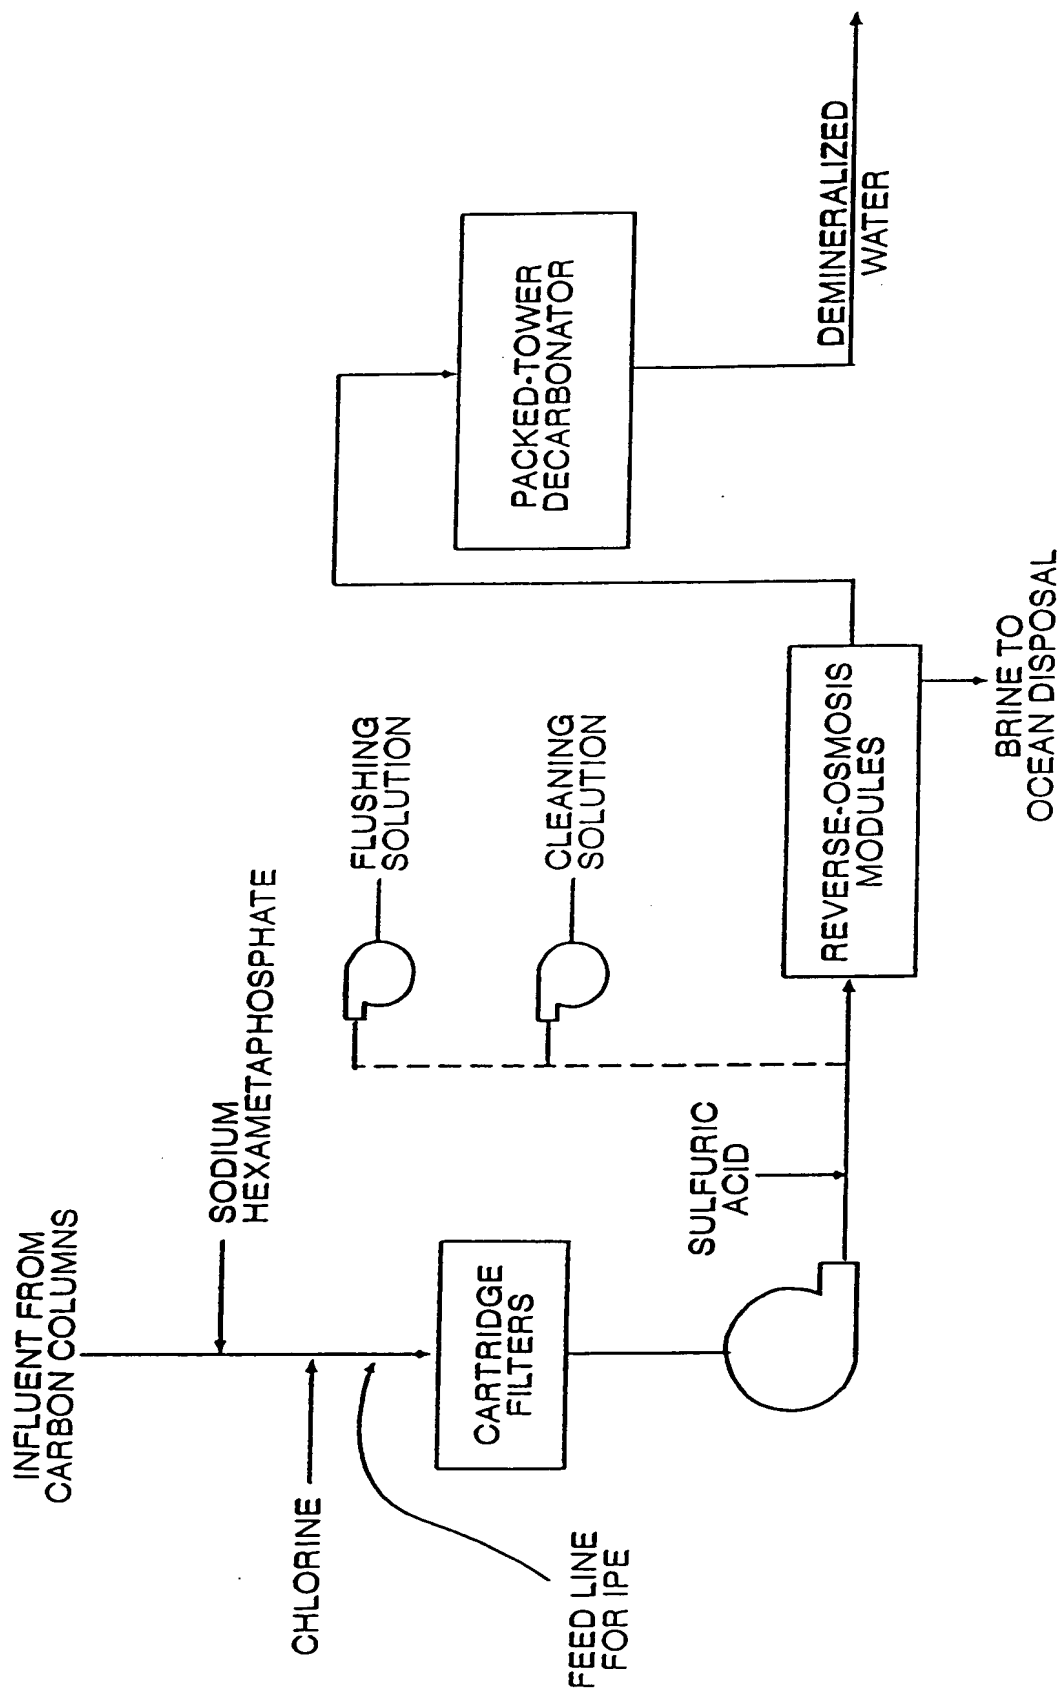 INFLUENT FROM
CARBON COLUMNS
SODIUM
HEXAMETAPHOSPHATE
CHLORINE
FEED LINE
FOR IPE
CARTRIDGE
FILTERS
FLUSHING
SOLUTION
CLEANING
SOLUTION
SULFURIC
ACID
REVERSE-OSMOSIS
MODULES
BRINE TO
OCEAN DISPOSAL
PACKED-TOWER
DECARBONATOR
DEMINERALIZED
WATER